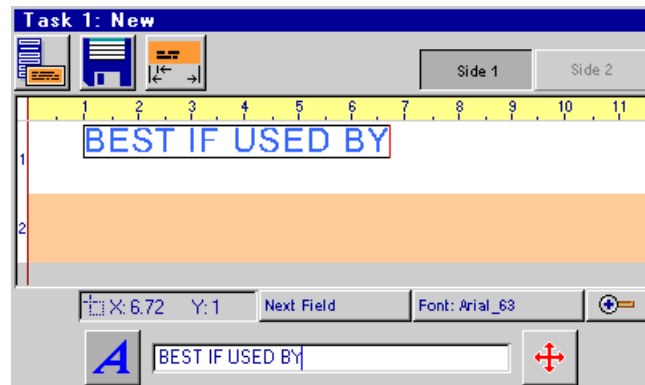 Task 1: New
Side 1 Side 2
1 2 3 4 5 6 7 8 9 10 11
BEST IF USED BY
1
2
X: 6.72 Y: 1 Next Field Font: Arial_63
A BEST IF USED BY